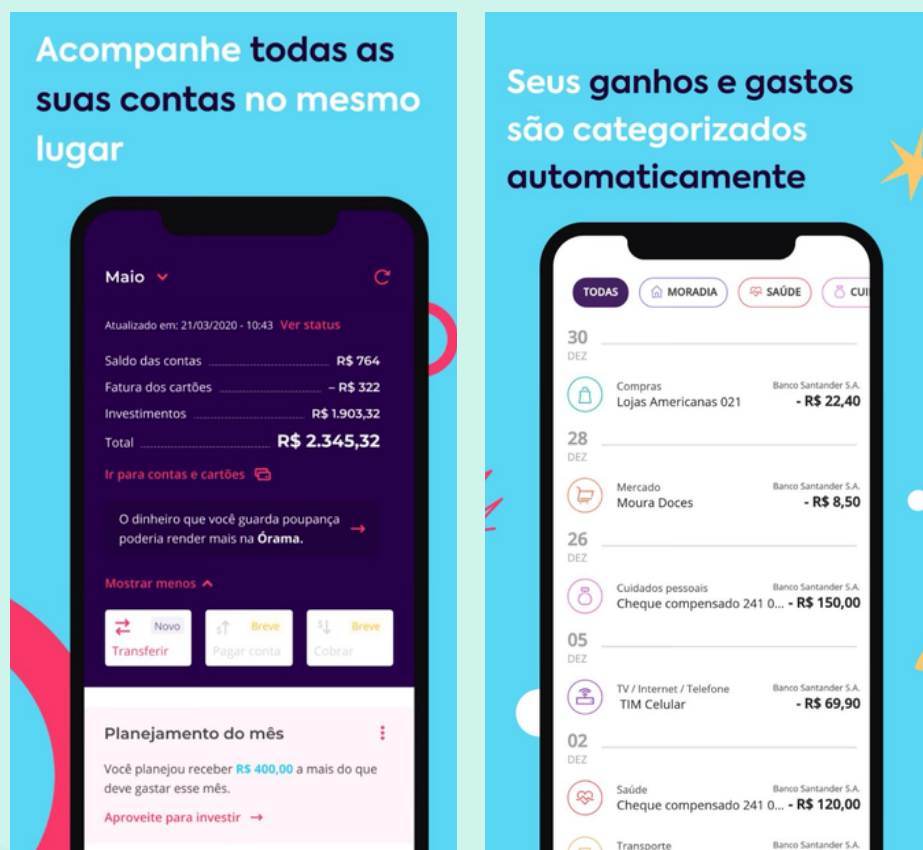 Acompanhe todas as
suas contas no mesmo
lugar
Maio
Atualizado em: 21/03/2020 - 10:43 Ver status
Saldo das contas R$ 764
Fatura dos cartões – R$ 322
Investimentos R$ 1.903,32
Total R$ 2.345,32
Ir para contas e cartões
O dinheiro que você guarda poupança
poderia render mais na Órama.
Mostrar menos
Novo Breve Breve
Transferir Pagar conta Cobrar
Planejamento do mês
Você planejou receber R$ 400,00 a mais do que
deve gastar esse mês.
Aproveite para investir
Seus ganhos e gastos
são categorizados
automaticamente
TODAS MORADIA SAÚDE CUI
30
DEZ
Compras Banco Santander S.A.
Lojas Americanas 021 - R$ 22,40
28
DEZ
Mercado Banco Santander S.A.
Moura Doces - R$ 8,50
26
DEZ
Cuidados pessoais Banco Santander S.A.
Cheque compensado 241 0... - R$ 150,00
05
DEZ
TV / Internet / Telefone Banco Santander S.A.
TIM Celular - R$ 69,90
02
DEZ
Saúde Banco Santander S.A.
Cheque compensado 241 0... - R$ 120,00
Transporte Banco Santander S.A.